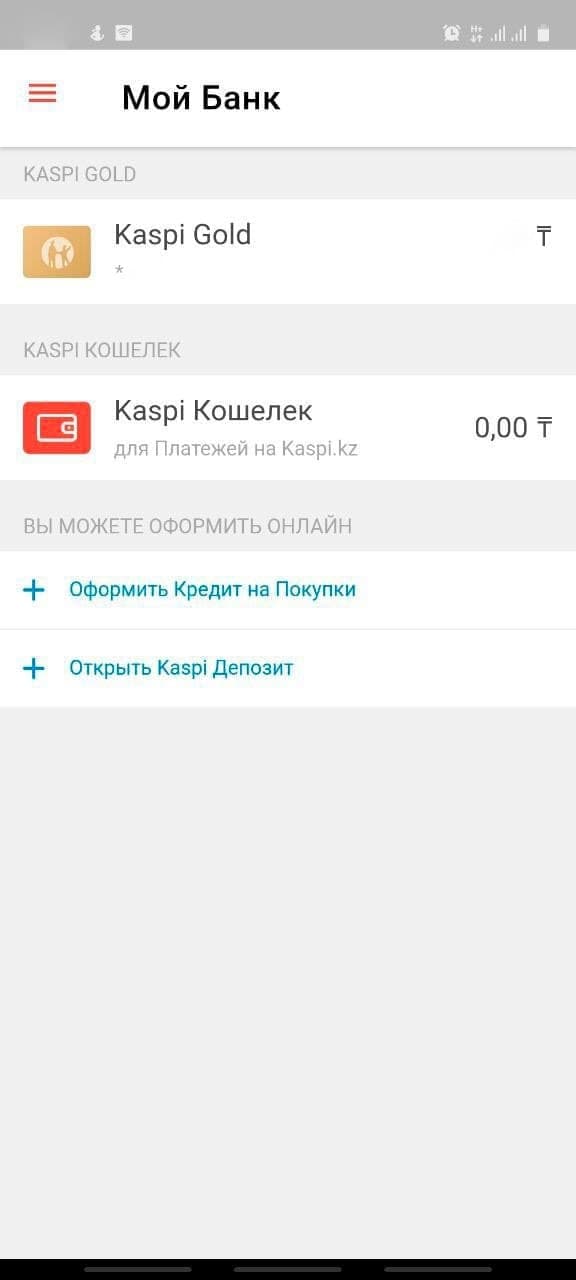 Мой Банк
KASPI GOLD
Kaspi Gold
₸
*
KASPI КОШЕЛЕК
Kaspi Кошелек
0,00 ₸
для Платежей на Kaspi.kz
ВЫ МОЖЕТЕ ОФОРМИТЬ ОНЛАЙН
+ Оформить Кредит на Покупки
+ Открыть Kaspi Депозит